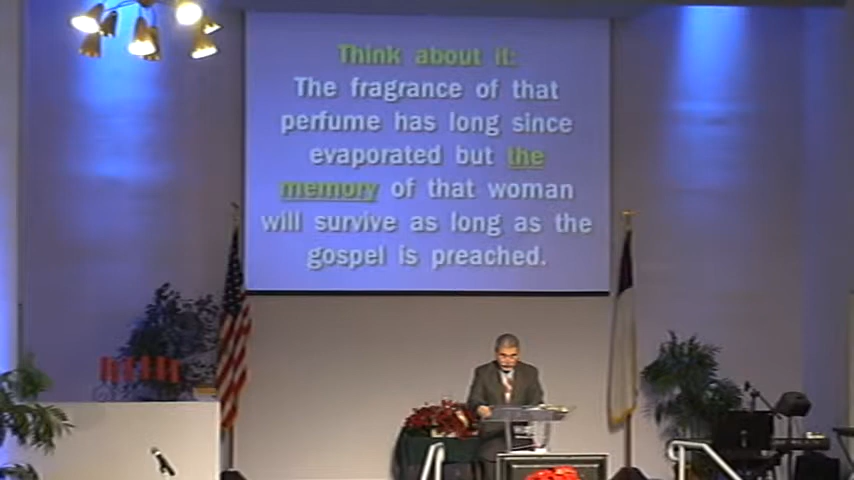 Think about it:
The fragrance of that
perfume has long since
evaporated but the
memory of that woman
will survive as long as the
gospel is preached.